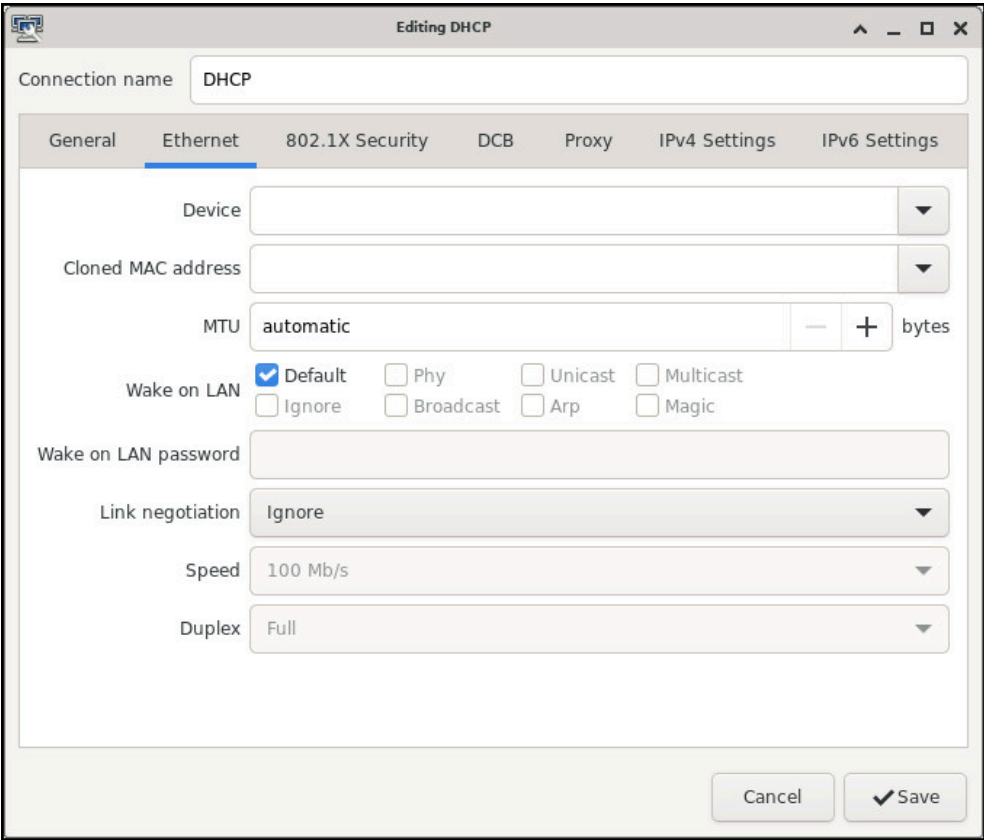 Editing DHCP
Connection name DHCP
General Ethernet 802.1X Security DCB Proxy IPv4 Settings IPv6 Settings
Device
Cloned MAC address
MTU automatic bytes
Default Phy Unicast Multicast
Wake on LAN
Ignore Broadcast Arp Magic
Wake on LAN password
Link negotiation Ignore
Speed 100 Mb/s
Duplex Full
Cancel Save